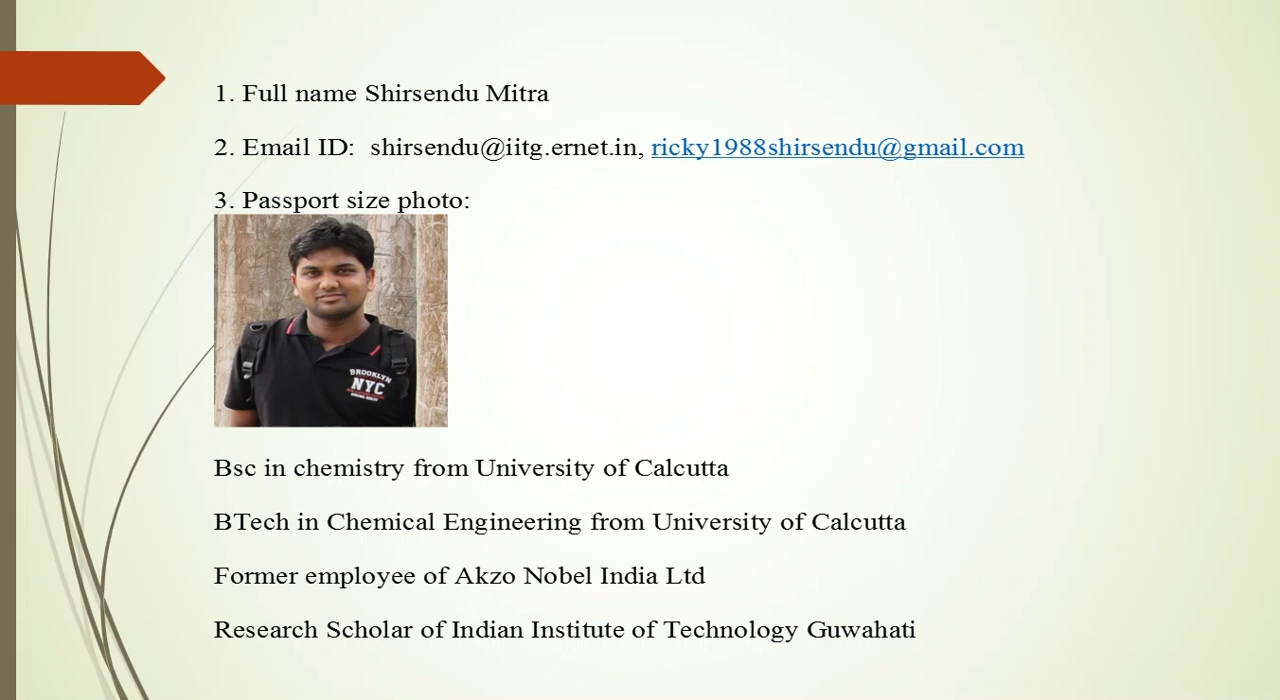 1. Full name Shirsendu Mitra
2. Email ID:  shirsendu@iitg.ernet.in, ricky1988shirsendu@gmail.com
3. Passport size photo:
BROOKLYN
NYC
Bsc in chemistry from University of Calcutta
BTech in Chemical Engineering from University of Calcutta
Former employee of Akzo Nobel India Ltd
Research Scholar of Indian Institute of Technology Guwahati